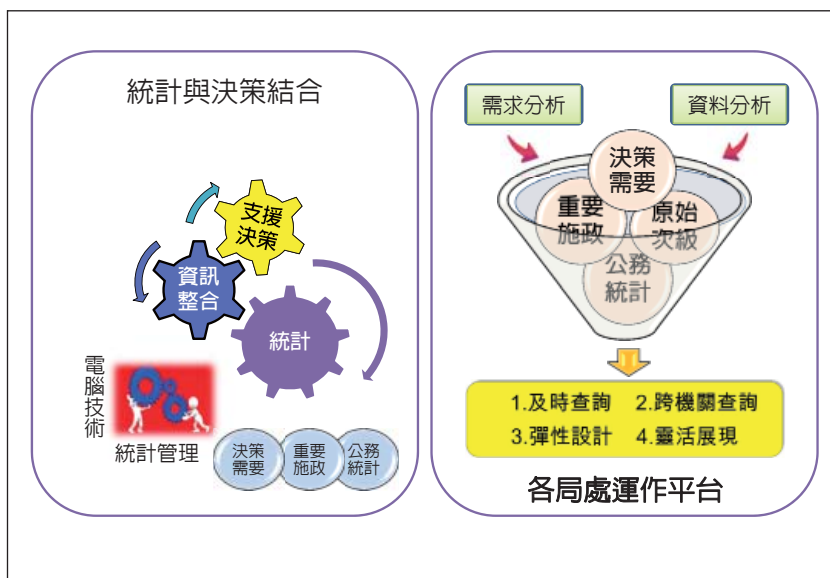 統計與決策結合
支援
決策
資訊
整合
統計
電腦技術
統計管理
決策
需要
重要
施政
公務
統計
需求分析
資料分析
決策
需要
重要
施政
原始
次級
公務
統計
1.及時查詢 2.跨機關查詢
3.彈性設計 4.靈活展現
各局處運作平台